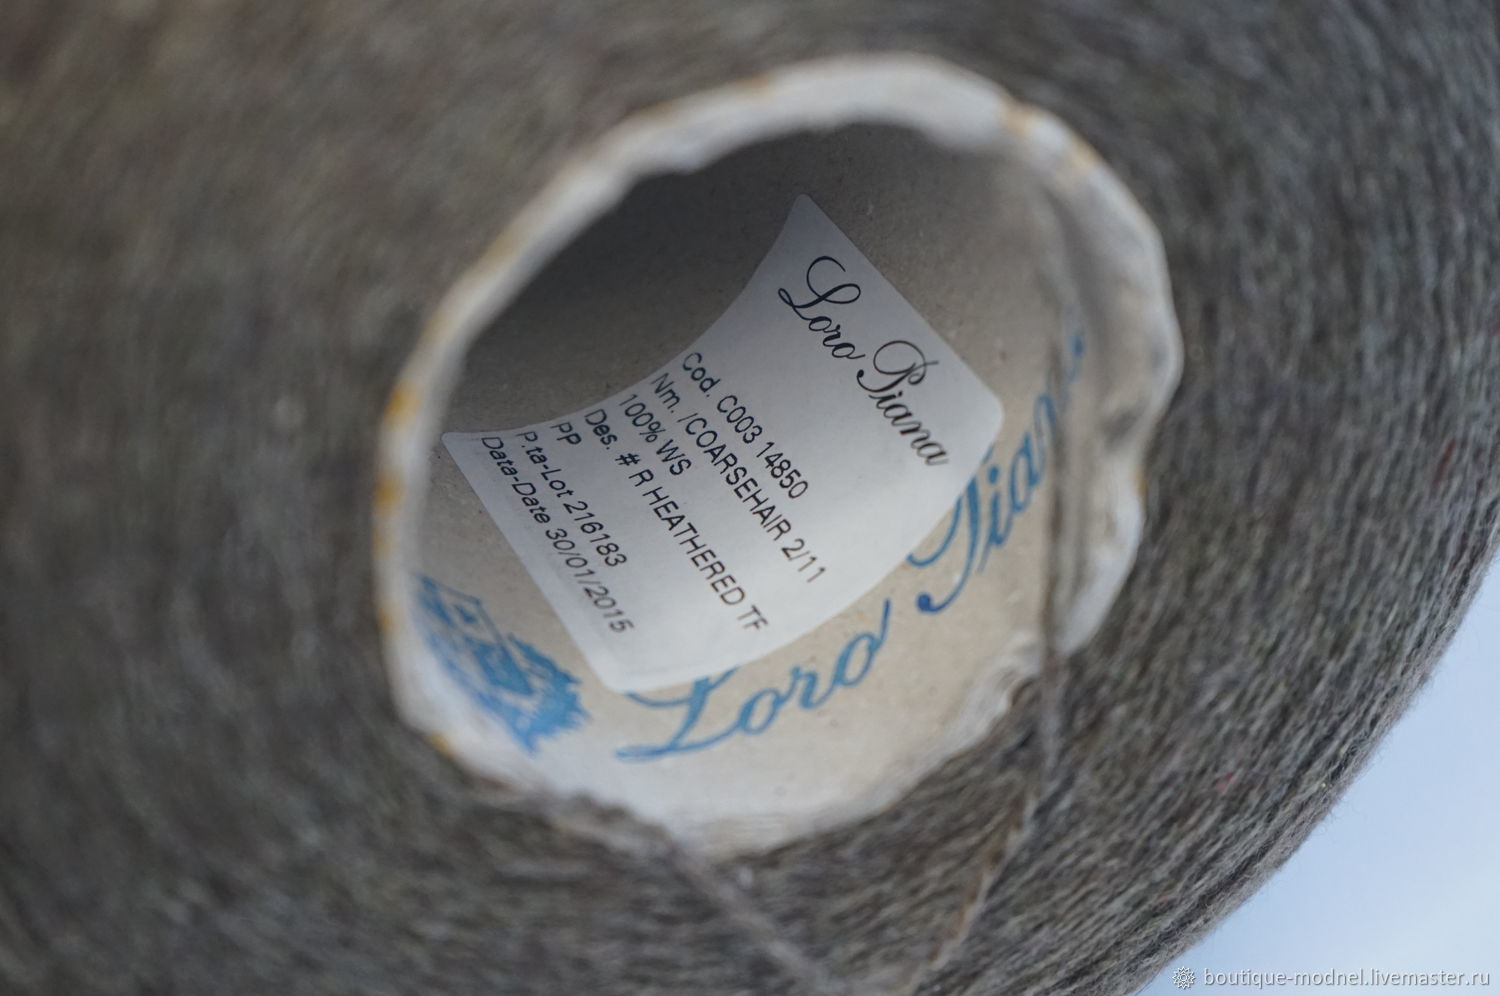 Loro Piana
Cod. C003 14850
Nm. /COARSEHAIR 2/11
100% WS
Des. # R HEATHERED TF
PP
P.ta-Lot 216183
Data-Date 30/01/2015
Loro Piana
boutique-modnel.livemaster.ru